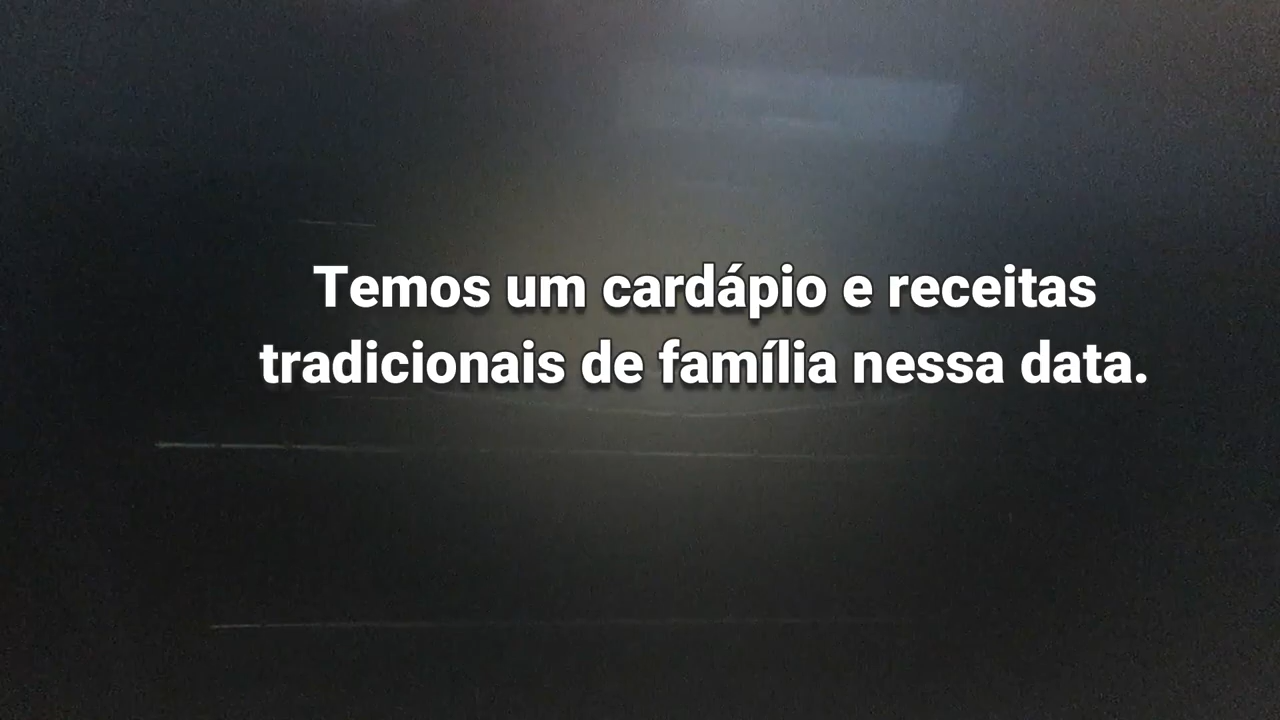 Temos um cardápio e receitas
tradicionais de família nessa data.